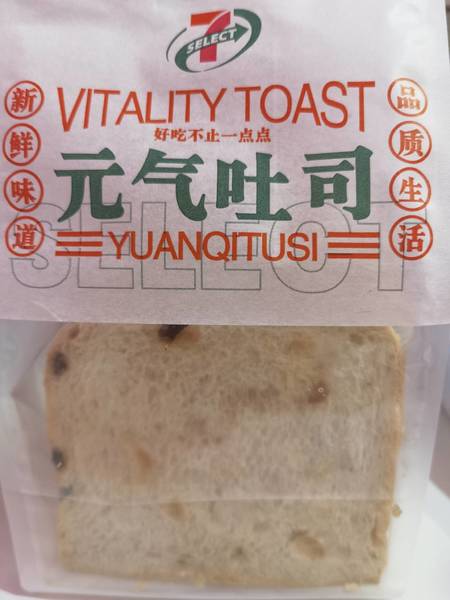 7
SELECT
VITALITY TOAST
好吃不止一点点
新鲜味道
元气吐司
品质生活
YUANQITUSI
SELECT